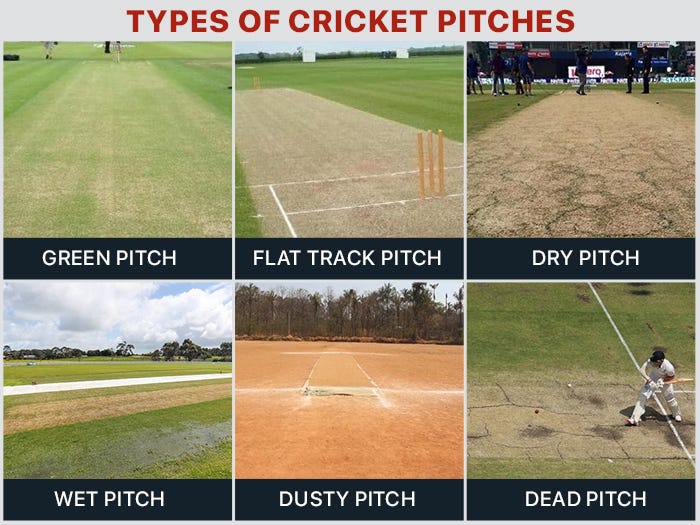 TYPES OF CRICKET PITCHES
GREEN PITCH
FLAT TRACK PITCH
DRY PITCH
WET PITCH
DUSTY PITCH
DEAD PITCH